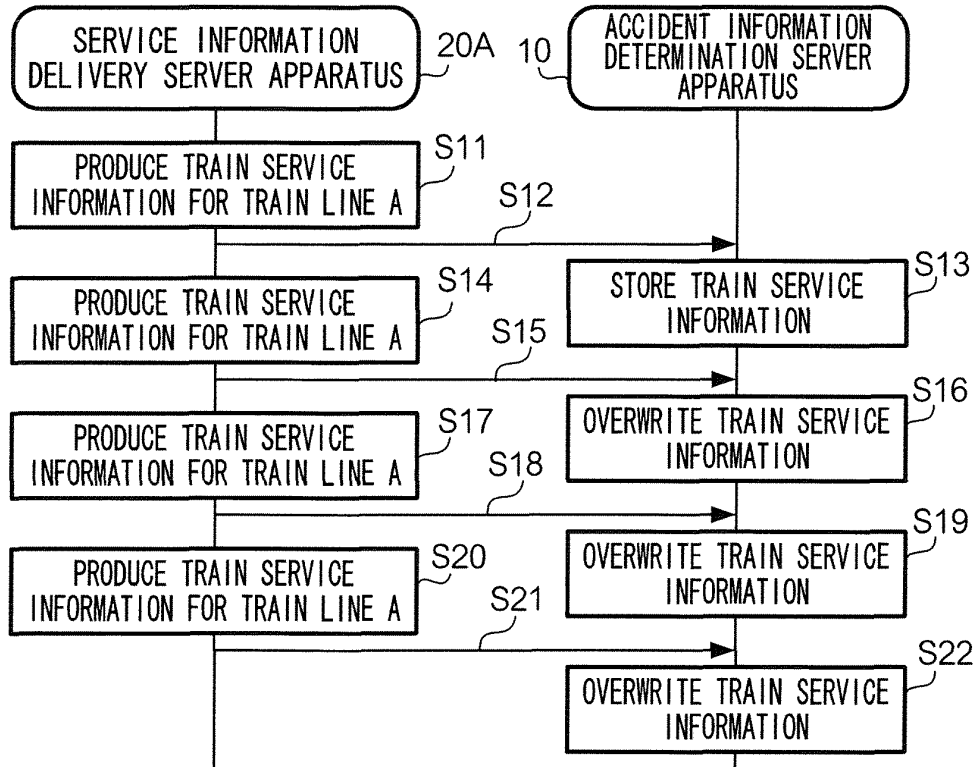 SERVICE INFORMATION
DELIVERY SERVER APPARATUS
20A
10
ACCIDENT INFORMATION
DETERMINATION SERVER
APPARATUS
PRODUCE TRAIN SERVICE
INFORMATION FOR TRAIN LINE A
S11
S12
STORE TRAIN SERVICE
INFORMATION
S13
PRODUCE TRAIN SERVICE
INFORMATION FOR TRAIN LINE A
S14
S15
OVERWRITE TRAIN SERVICE
INFORMATION
S16
PRODUCE TRAIN SERVICE
INFORMATION FOR TRAIN LINE A
S17
S18
OVERWRITE TRAIN SERVICE
INFORMATION
S19
PRODUCE TRAIN SERVICE
INFORMATION FOR TRAIN LINE A
S20
S21
OVERWRITE TRAIN SERVICE
INFORMATION
S22